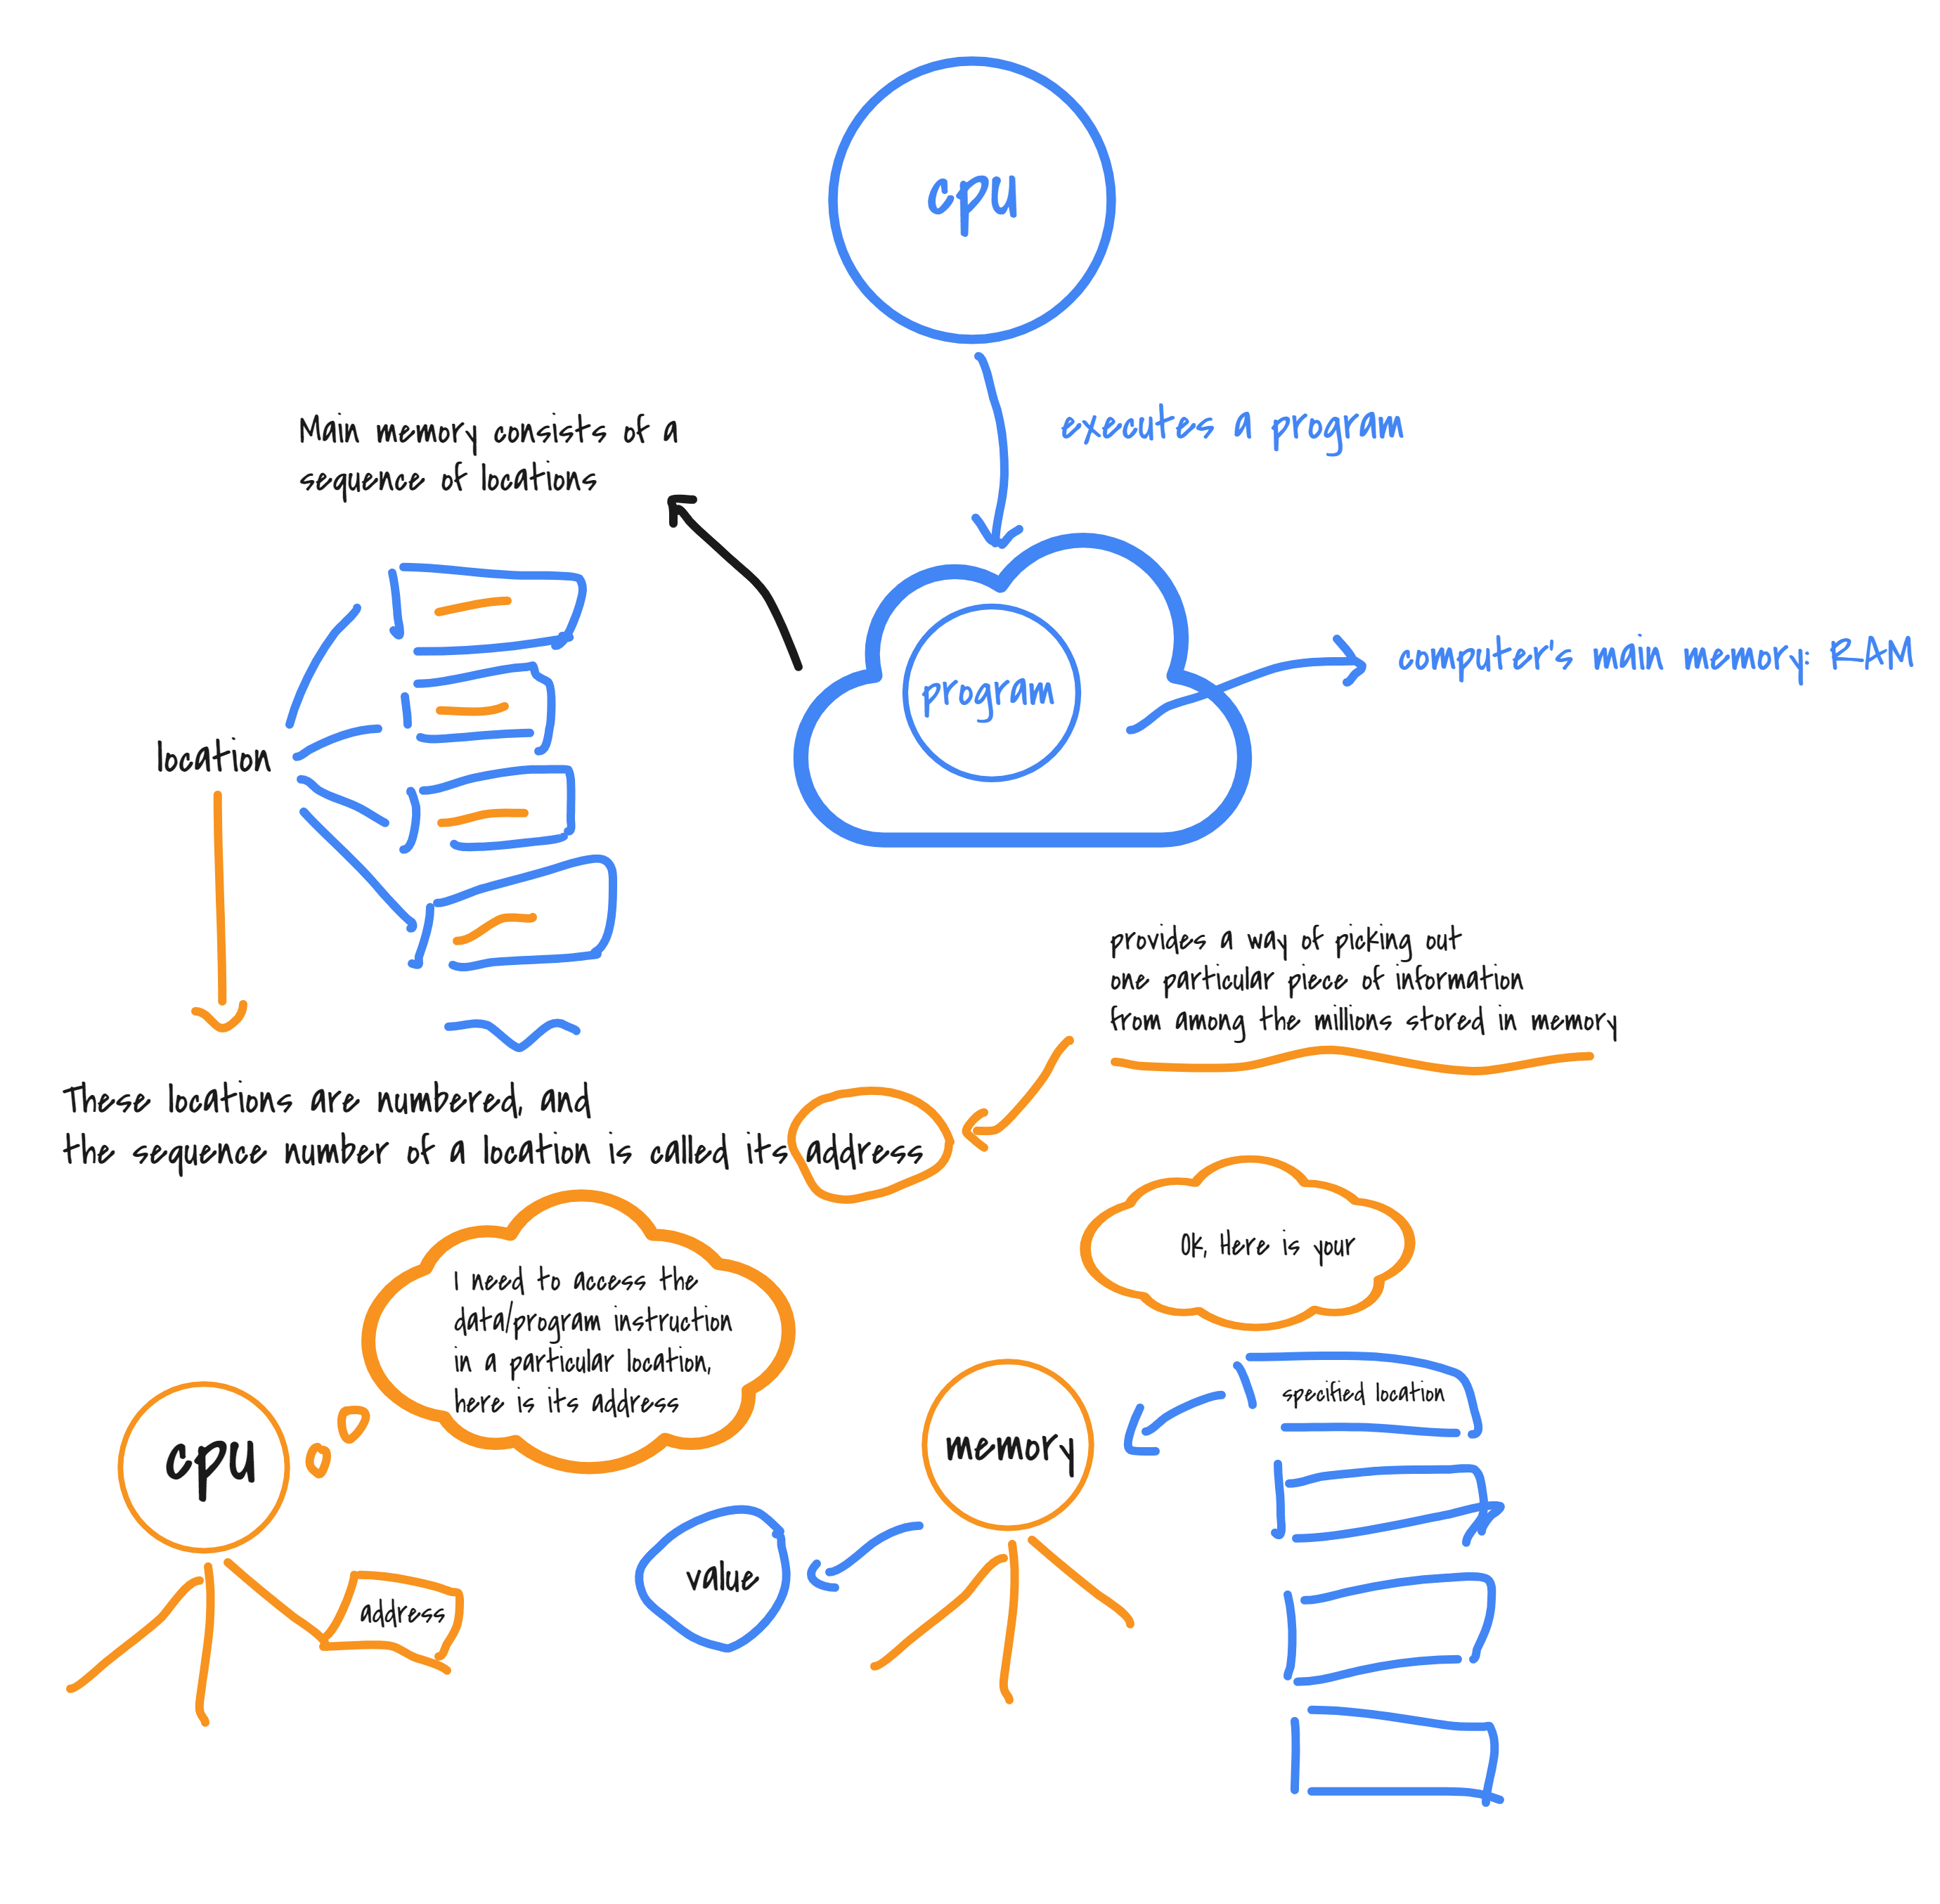 cpu
executes a program
Main memory consists of a
sequence of locations
program
computer's main memory: RAM
location
provides a way of picking out
one particular piece of information
from among the millions stored in memory
These locations are numbered, and
the sequence number of a location is called its address
I need to access the
data/program instruction
in a particular location,
here is its address
Ok, Here is your
specified location
cpu
memory
value
address